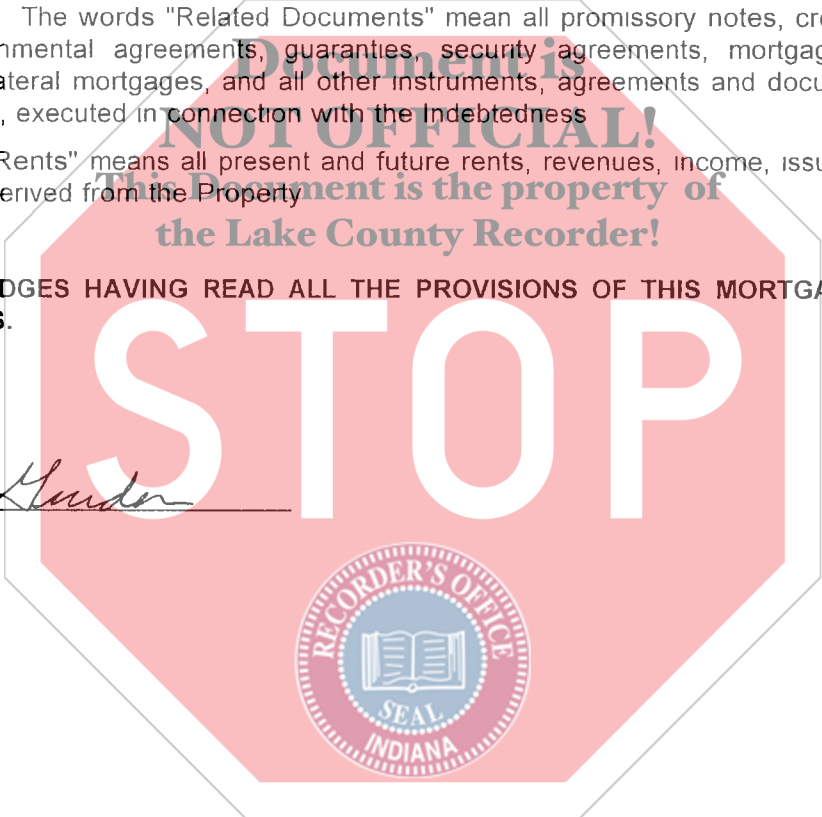 The words "Related Documents" mean all promissory notes, cre
nmental agreements, guaranties, security agreements, mortgag
ateral mortgages, and all other instruments, agreements and docu
, executed in connection with the Indebtedness
Rents" means all present and future rents, revenues, income, issu
erived from the Property
DGES HAVING READ ALL THE PROVISIONS OF THIS MORTGA
S.
Document is
NOT OFFICIAL!
This Document is the property of
the Lake County Recorder!
STOP
RECORDER'S OFFICE
SEAL
INDIANA